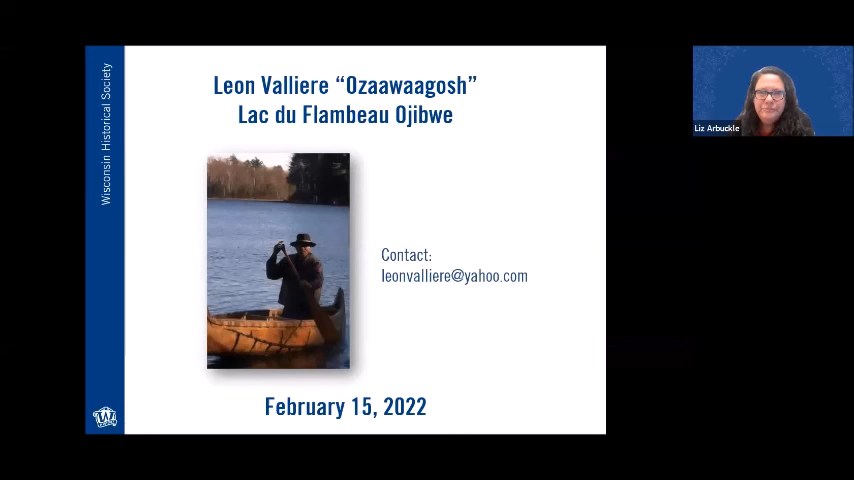 Wisconsin Historical Society
Leon Valliere “Ozaawaagosh”
Lac du Flambeau Ojibwe
Contact:
leonvalliere@yahoo.com
February 15, 2022
Liz Arbuckle